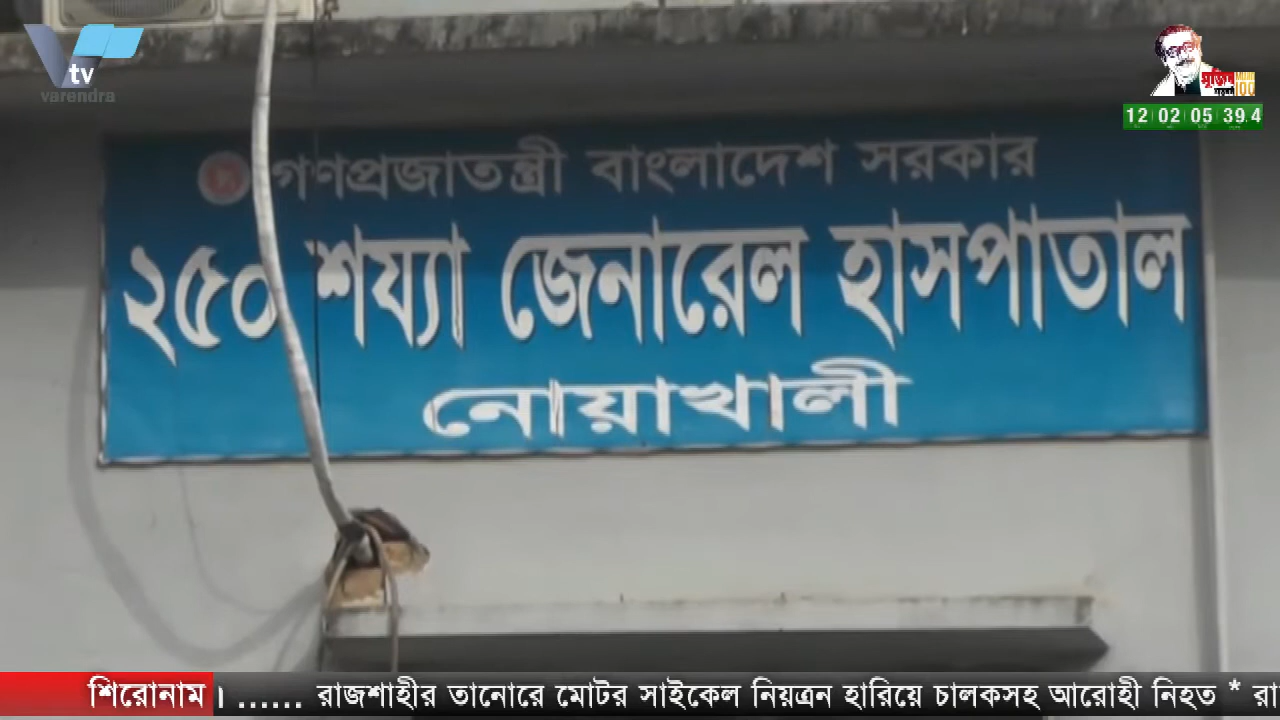 tv
varendra
মুজিব
100
12 02 05 39.4
গণপ্রজাতন্ত্রী বাংলাদেশ সরকার
২৫০ শয্যা জেনারেল হাসপাতাল
নোয়াখালী
শিরোনাম । ...... রাজশাহীর তানোরে মোটর সাইকেল নিয়ত্রন হারিয়ে চালকসহ আরোহী নিহত * রা